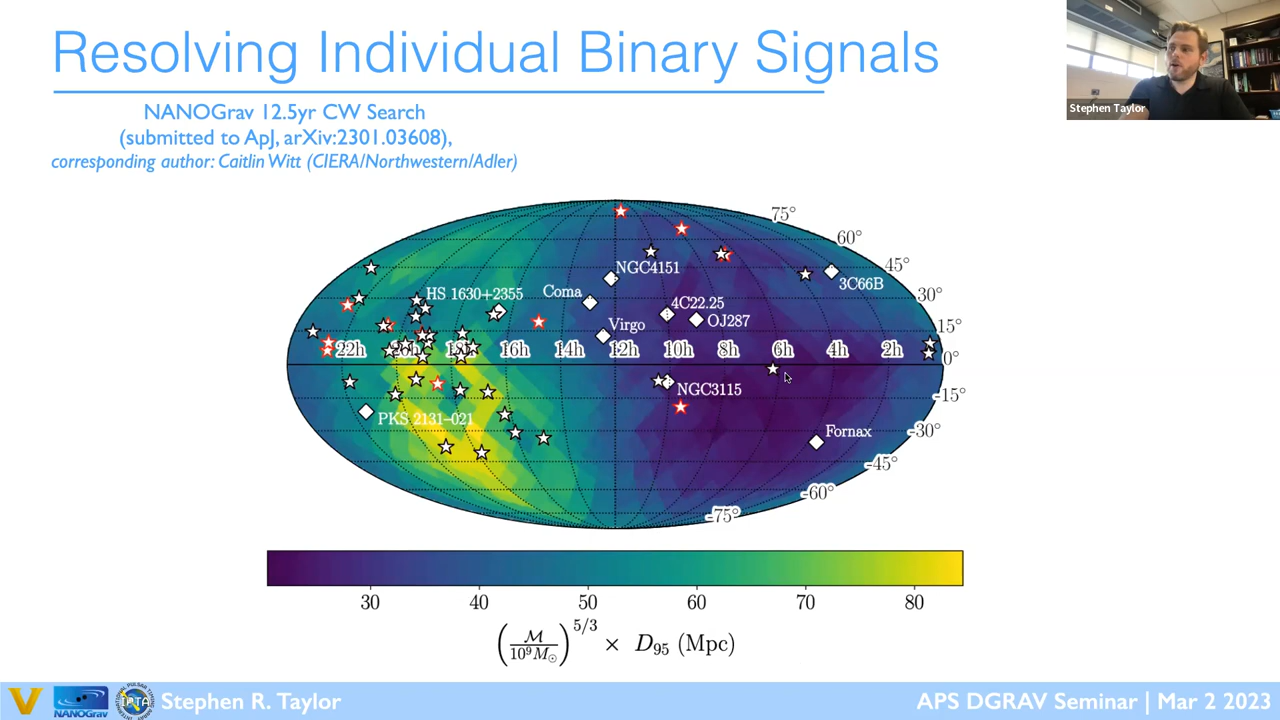 Resolving Individual Binary Signals
NANOGrav 12.5yr CW Search
(submitted to ApJ, arXiv:2301.03608),
corresponding author: Caitlin Witt (CIERA/Northwestern/Adler)
Stephen Taylor
75°
60°
45°
30°
15°
0°
-15°
-30°
-45°
-60°
-75°
NGC4151
3C66B
HS 1630+2355
Coma
4C22.25
OJ287
Virgo
22h 16h 14h 12h 10h 8h 6h 4h 2h
NGC3115
PKS 2131–021
Fornax
30 40 50 60 70 80
(ℳ/10⁹M☉)^5/3 × D₉₅ (Mpc)
V NANOGrav IPTA Stephen R. Taylor
APS DGRAV Seminar | Mar 2 2023